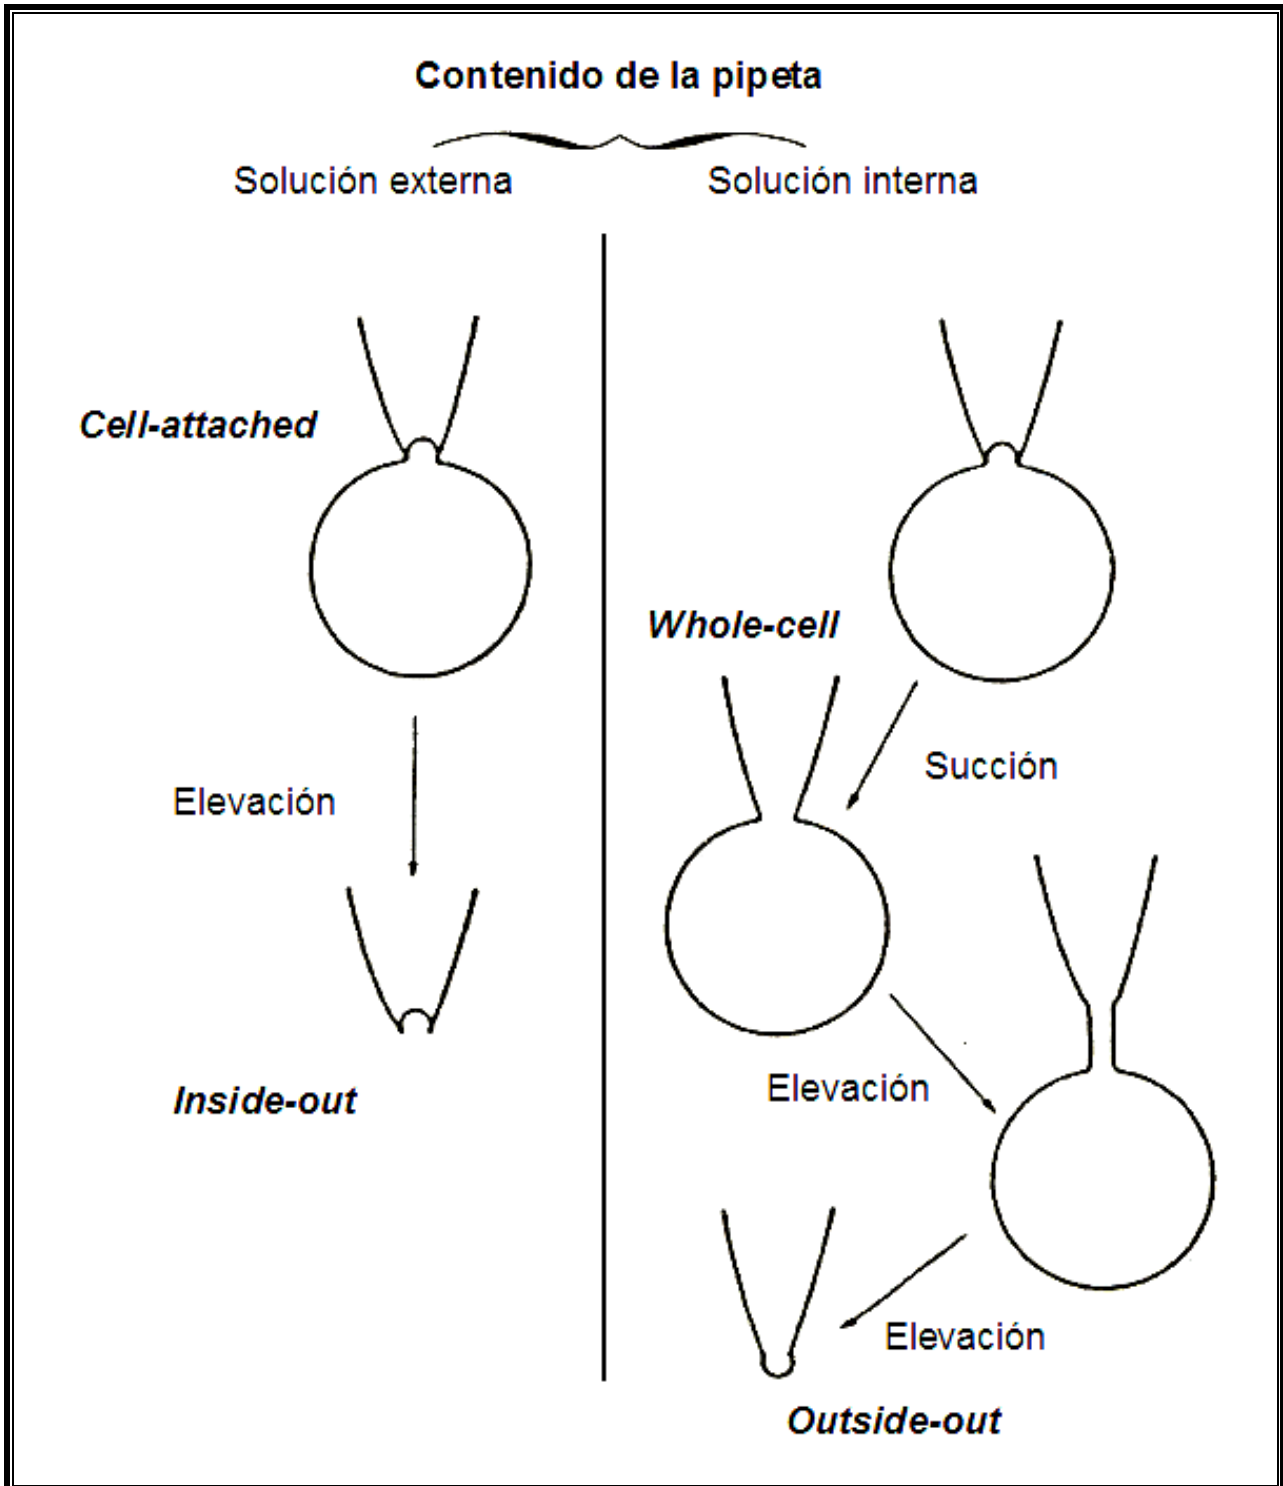 Contenido de la pipeta
Solución externa
Solución interna
Cell-attached
Elevación
Inside-out
Whole-cell
Succión
Elevación
Elevación
Outside-out